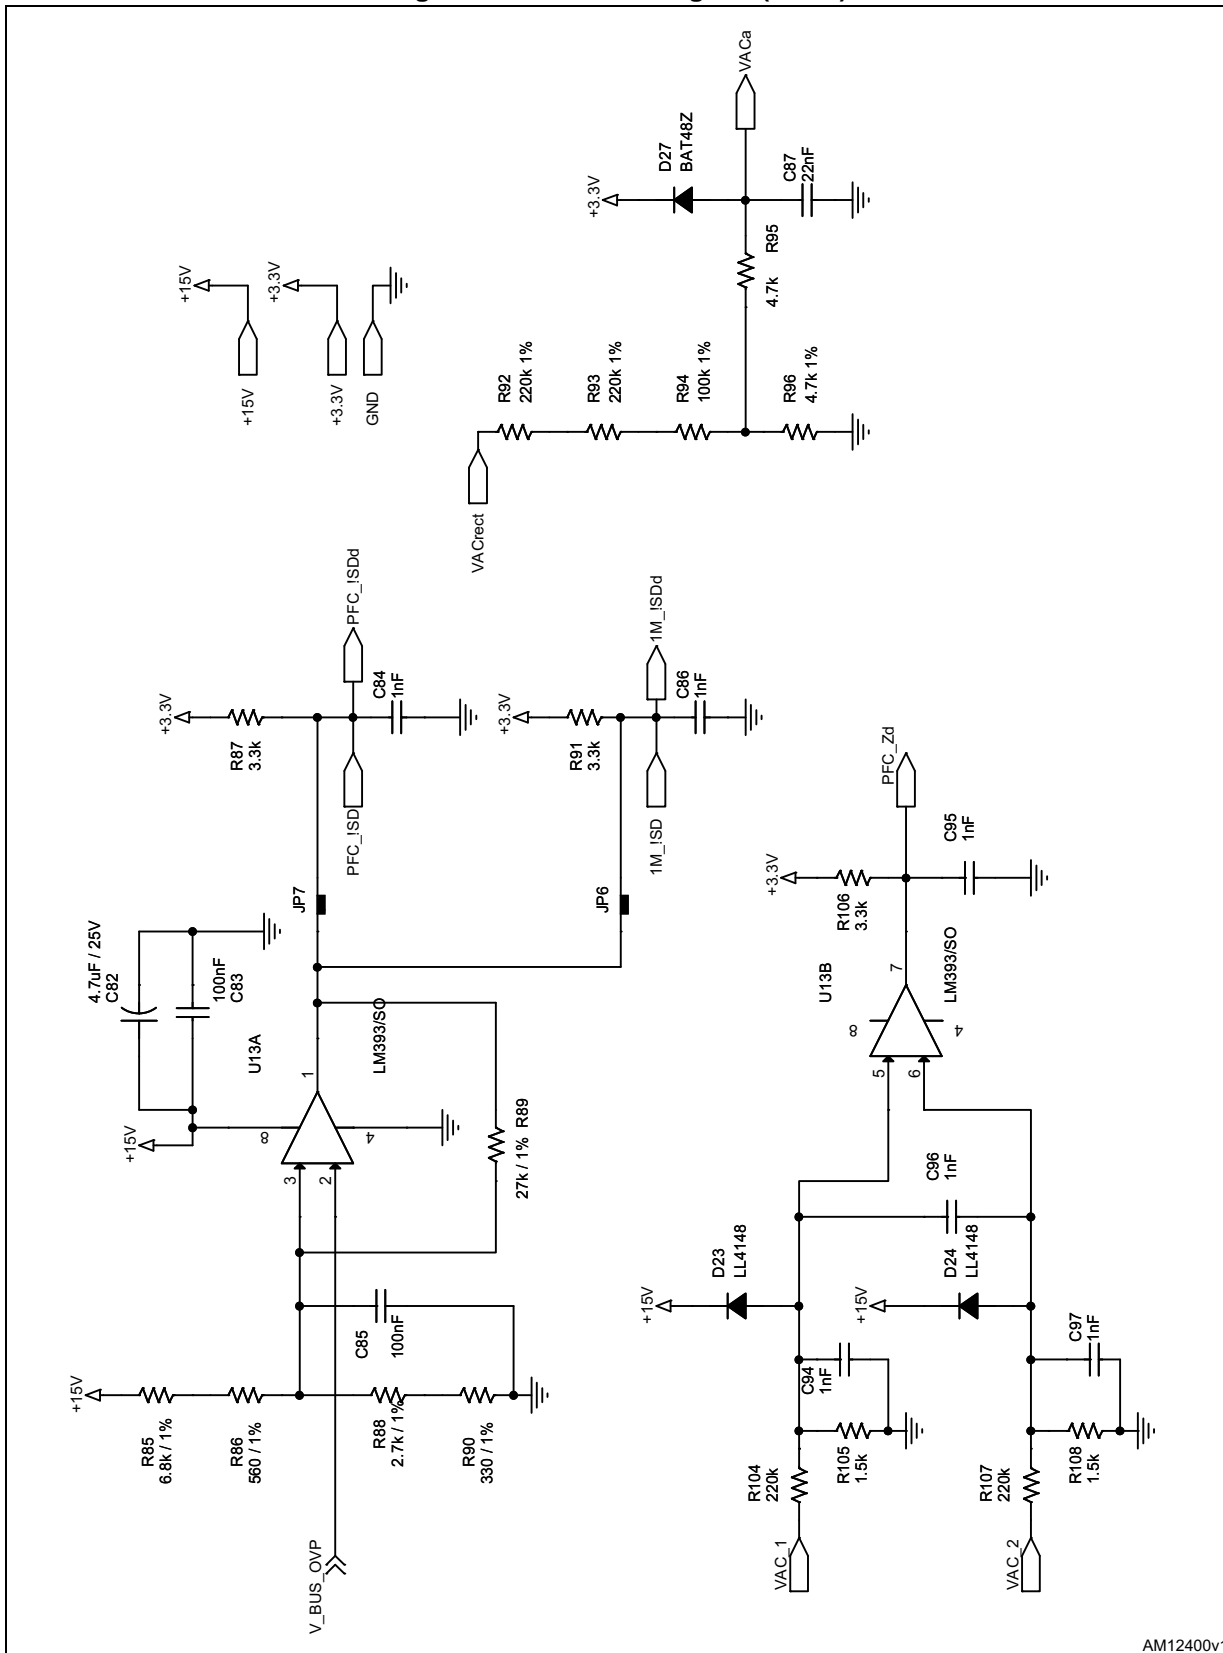 +15V
+15V
+3.3V
+3.3V
GND
VACrect
R92
220k 1%
R93
220k 1%
R94
100k 1%
R96
4.7k 1%
R95
4.7k
+3.3V
D27
BAT48Z
C87
22nF
VACa
+3.3V
R87
3.3k
PFC_!SD
PFC_!SDd
C84
1nF
+3.3V
R91
3.3k
1M_!SD
1M_!SDd
C86
1nF
JP7
JP6
4.7uF / 25V
C82
100nF
C83
+15V
U13A
LM393/SO
8
4
3
2
1
27k / 1% R89
C85
100nF
+15V
R85
6.8k / 1%
R86
560 / 1%
R88
2.7k / 1%
R90
330 / 1%
V_BUS_OVP
PFC_Zd
+3.3V
R106
3.3k
C95
1nF
U13B
LM393/SO
8
4
5
6
7
C96
1nF
+15V
D23
LL4148
+15V
D24
LL4148
C94
1nF
C97
1nF
R104
220k
R105
1.5k
R107
220k
R108
1.5k
VAC_1
VAC_2